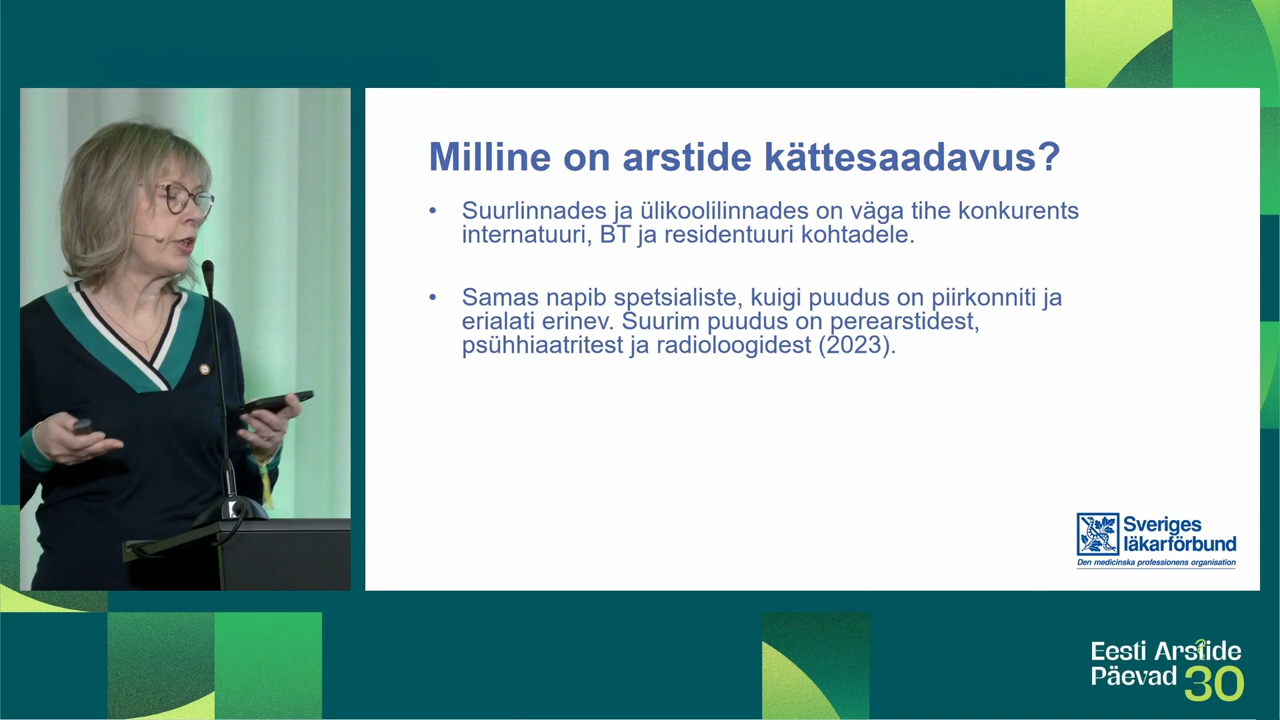 Milline on arstide kättesaadavus?
• Suurlinnades ja ülikoolilinnades on väga tihe konkurents
internatuuri, BT ja residentuuri kohtadele.
• Samas napib spetsialiste, kuigi puudus on piirkonniti ja
erialati erinev. Suurim puudus on perearstidest,
psühhiaatritest ja radioloogidest (2023).
Sveriges
läkarförbund
Den medicinska professionens organisation
Eesti Arstide
Päevad 30